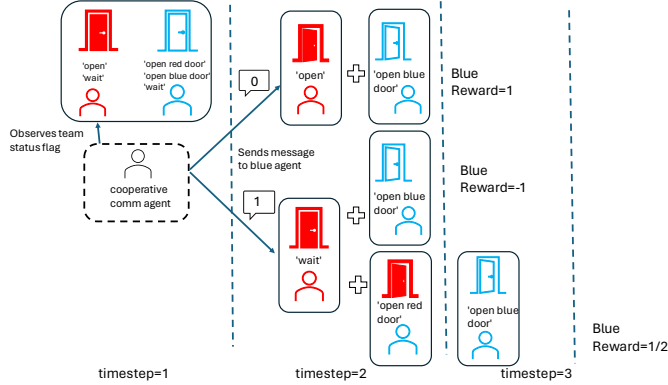 'open'
'wait'
'open red door'
'open blue door'
'wait'
Observes team
status flag
cooperative
comm agent
0
Sends message
to blue agent
1
'open'
'open blue
door'
Blue
Reward=1
'wait'
'open blue
door'
Blue
Reward=-1
'open red
door'
'open blue
door'
Blue
Reward=1/2
timestep=1
timestep=2
timestep=3